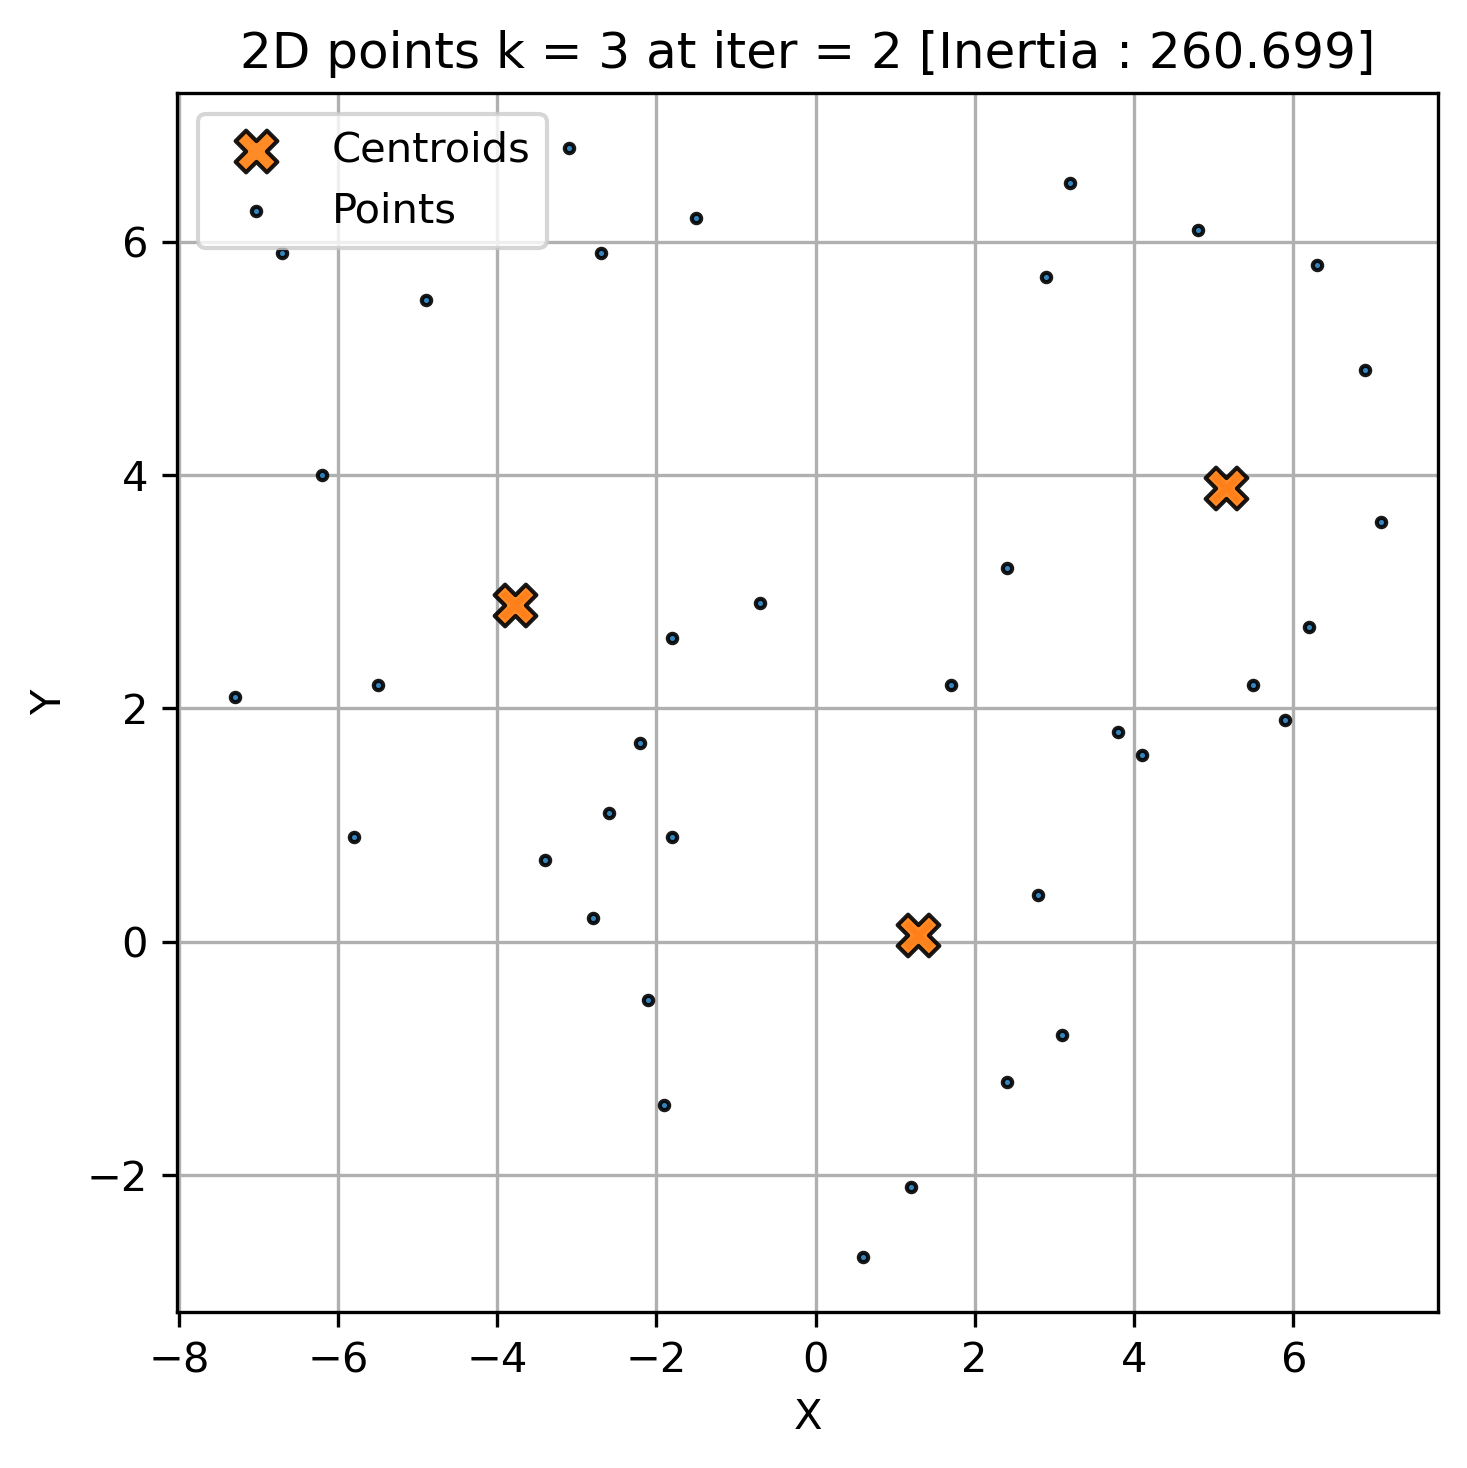 2D points k = 3 at iter = 2 [Inertia : 260.699]
Centroids
Points
6
4
2
0
−2
Y
−8 −6 −4 −2 0 2 4 6
X